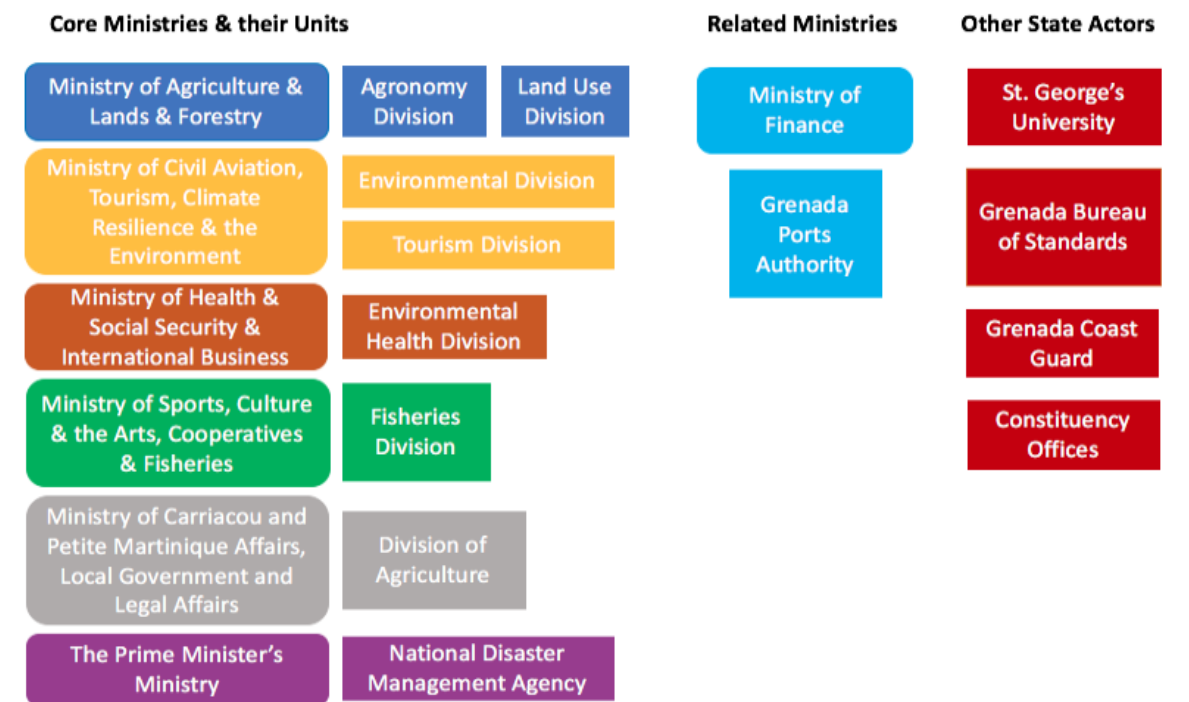 Core Ministries & their Units
Related Ministries
Other State Actors
Ministry of Agriculture &
Lands & Forestry
Agronomy
Division
Land Use
Division
Ministry of Civil Aviation,
Tourism, Climate
Resilience & the
Environment
Environmental Division
Tourism Division
Ministry of Health &
Social Security &
International Business
Environmental
Health Division
Ministry of Sports, Culture
& the Arts, Cooperatives
& Fisheries
Fisheries
Division
Ministry of Carriacou and
Petite Martinique Affairs,
Local Government and
Legal Affairs
Division of
Agriculture
The Prime Minister's
Ministry
National Disaster
Management Agency
Ministry of
Finance
Grenada
Ports
Authority
St. George's
University
Grenada Bureau
of Standards
Grenada Coast
Guard
Constituency
Offices